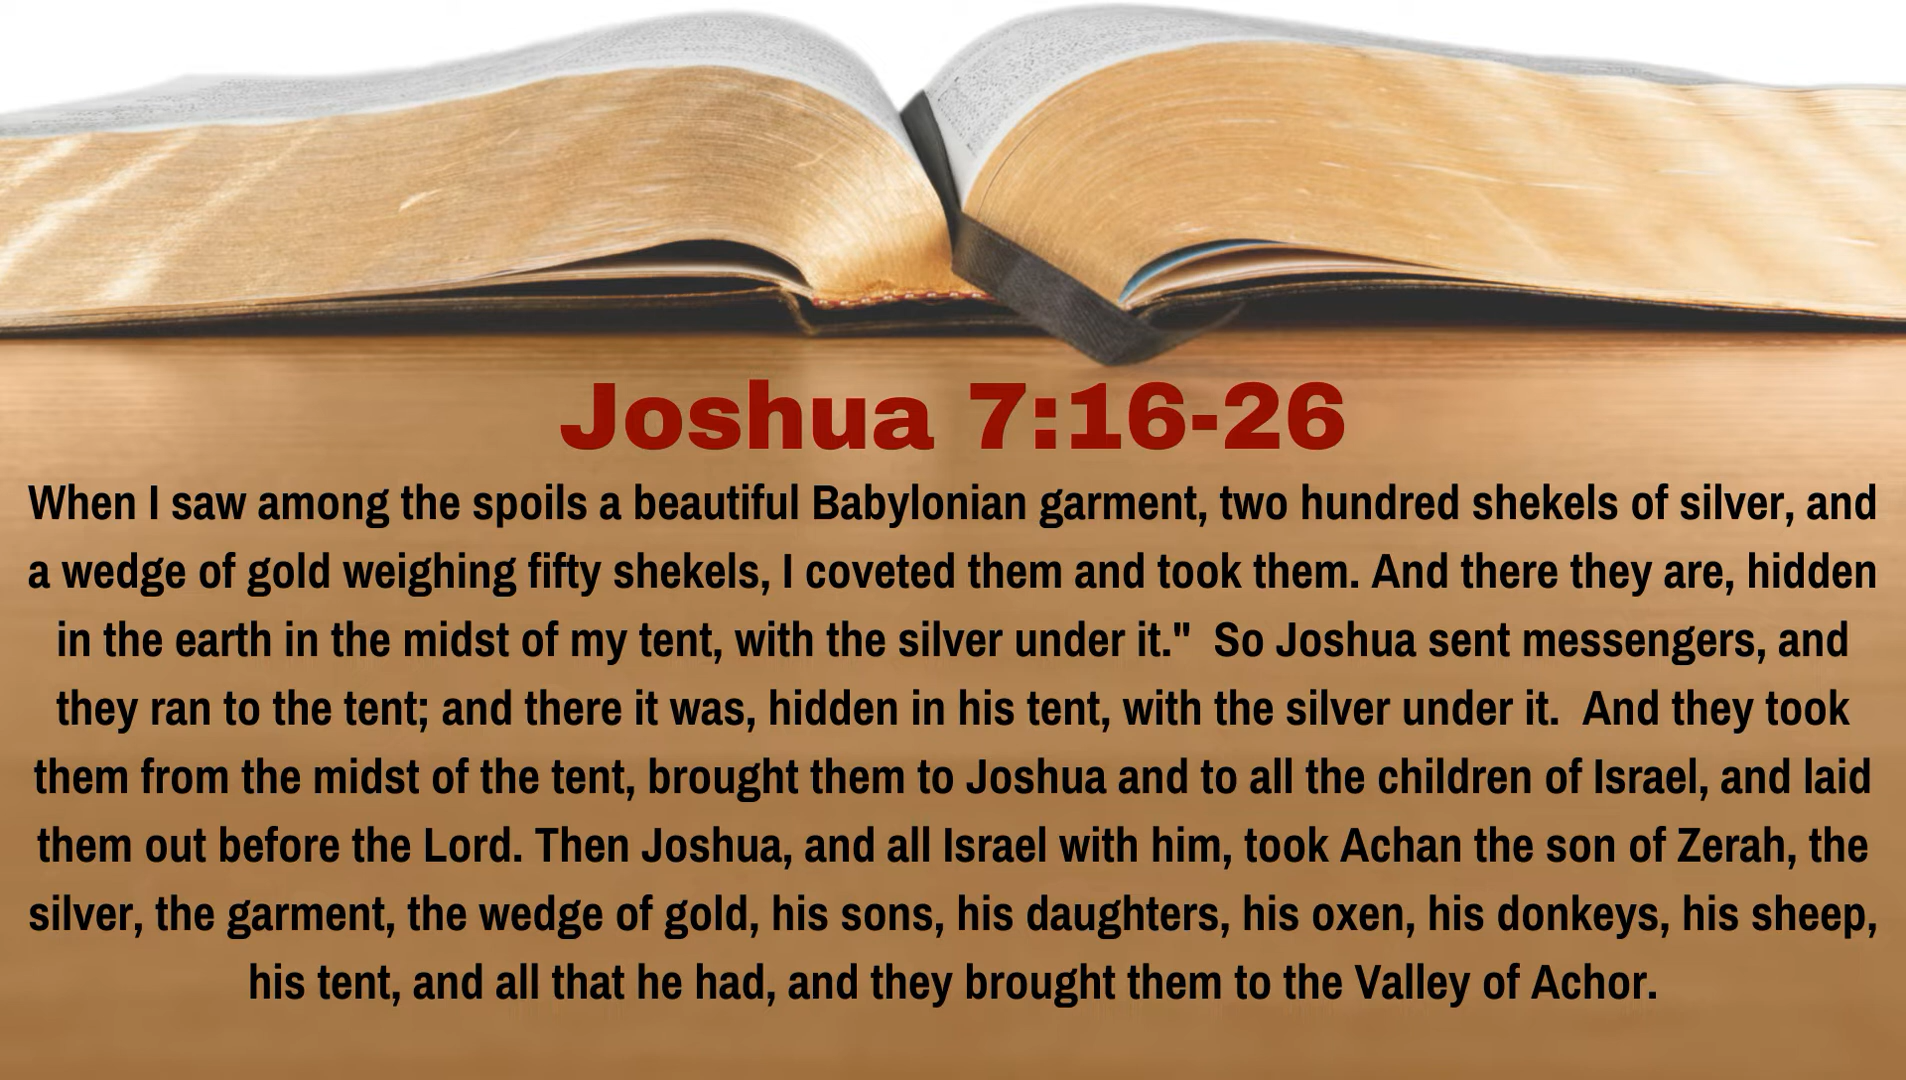 Joshua 7:16-26
When I saw among the spoils a beautiful Babylonian garment, two hundred shekels of silver, and
a wedge of gold weighing fifty shekels, I coveted them and took them. And there they are, hidden
in the earth in the midst of my tent, with the silver under it."  So Joshua sent messengers, and
they ran to the tent; and there it was, hidden in his tent, with the silver under it.  And they took
them from the midst of the tent, brought them to Joshua and to all the children of Israel, and laid
them out before the Lord. Then Joshua, and all Israel with him, took Achan the son of Zerah, the
silver, the garment, the wedge of gold, his sons, his daughters, his oxen, his donkeys, his sheep,
his tent, and all that he had, and they brought them to the Valley of Achor.